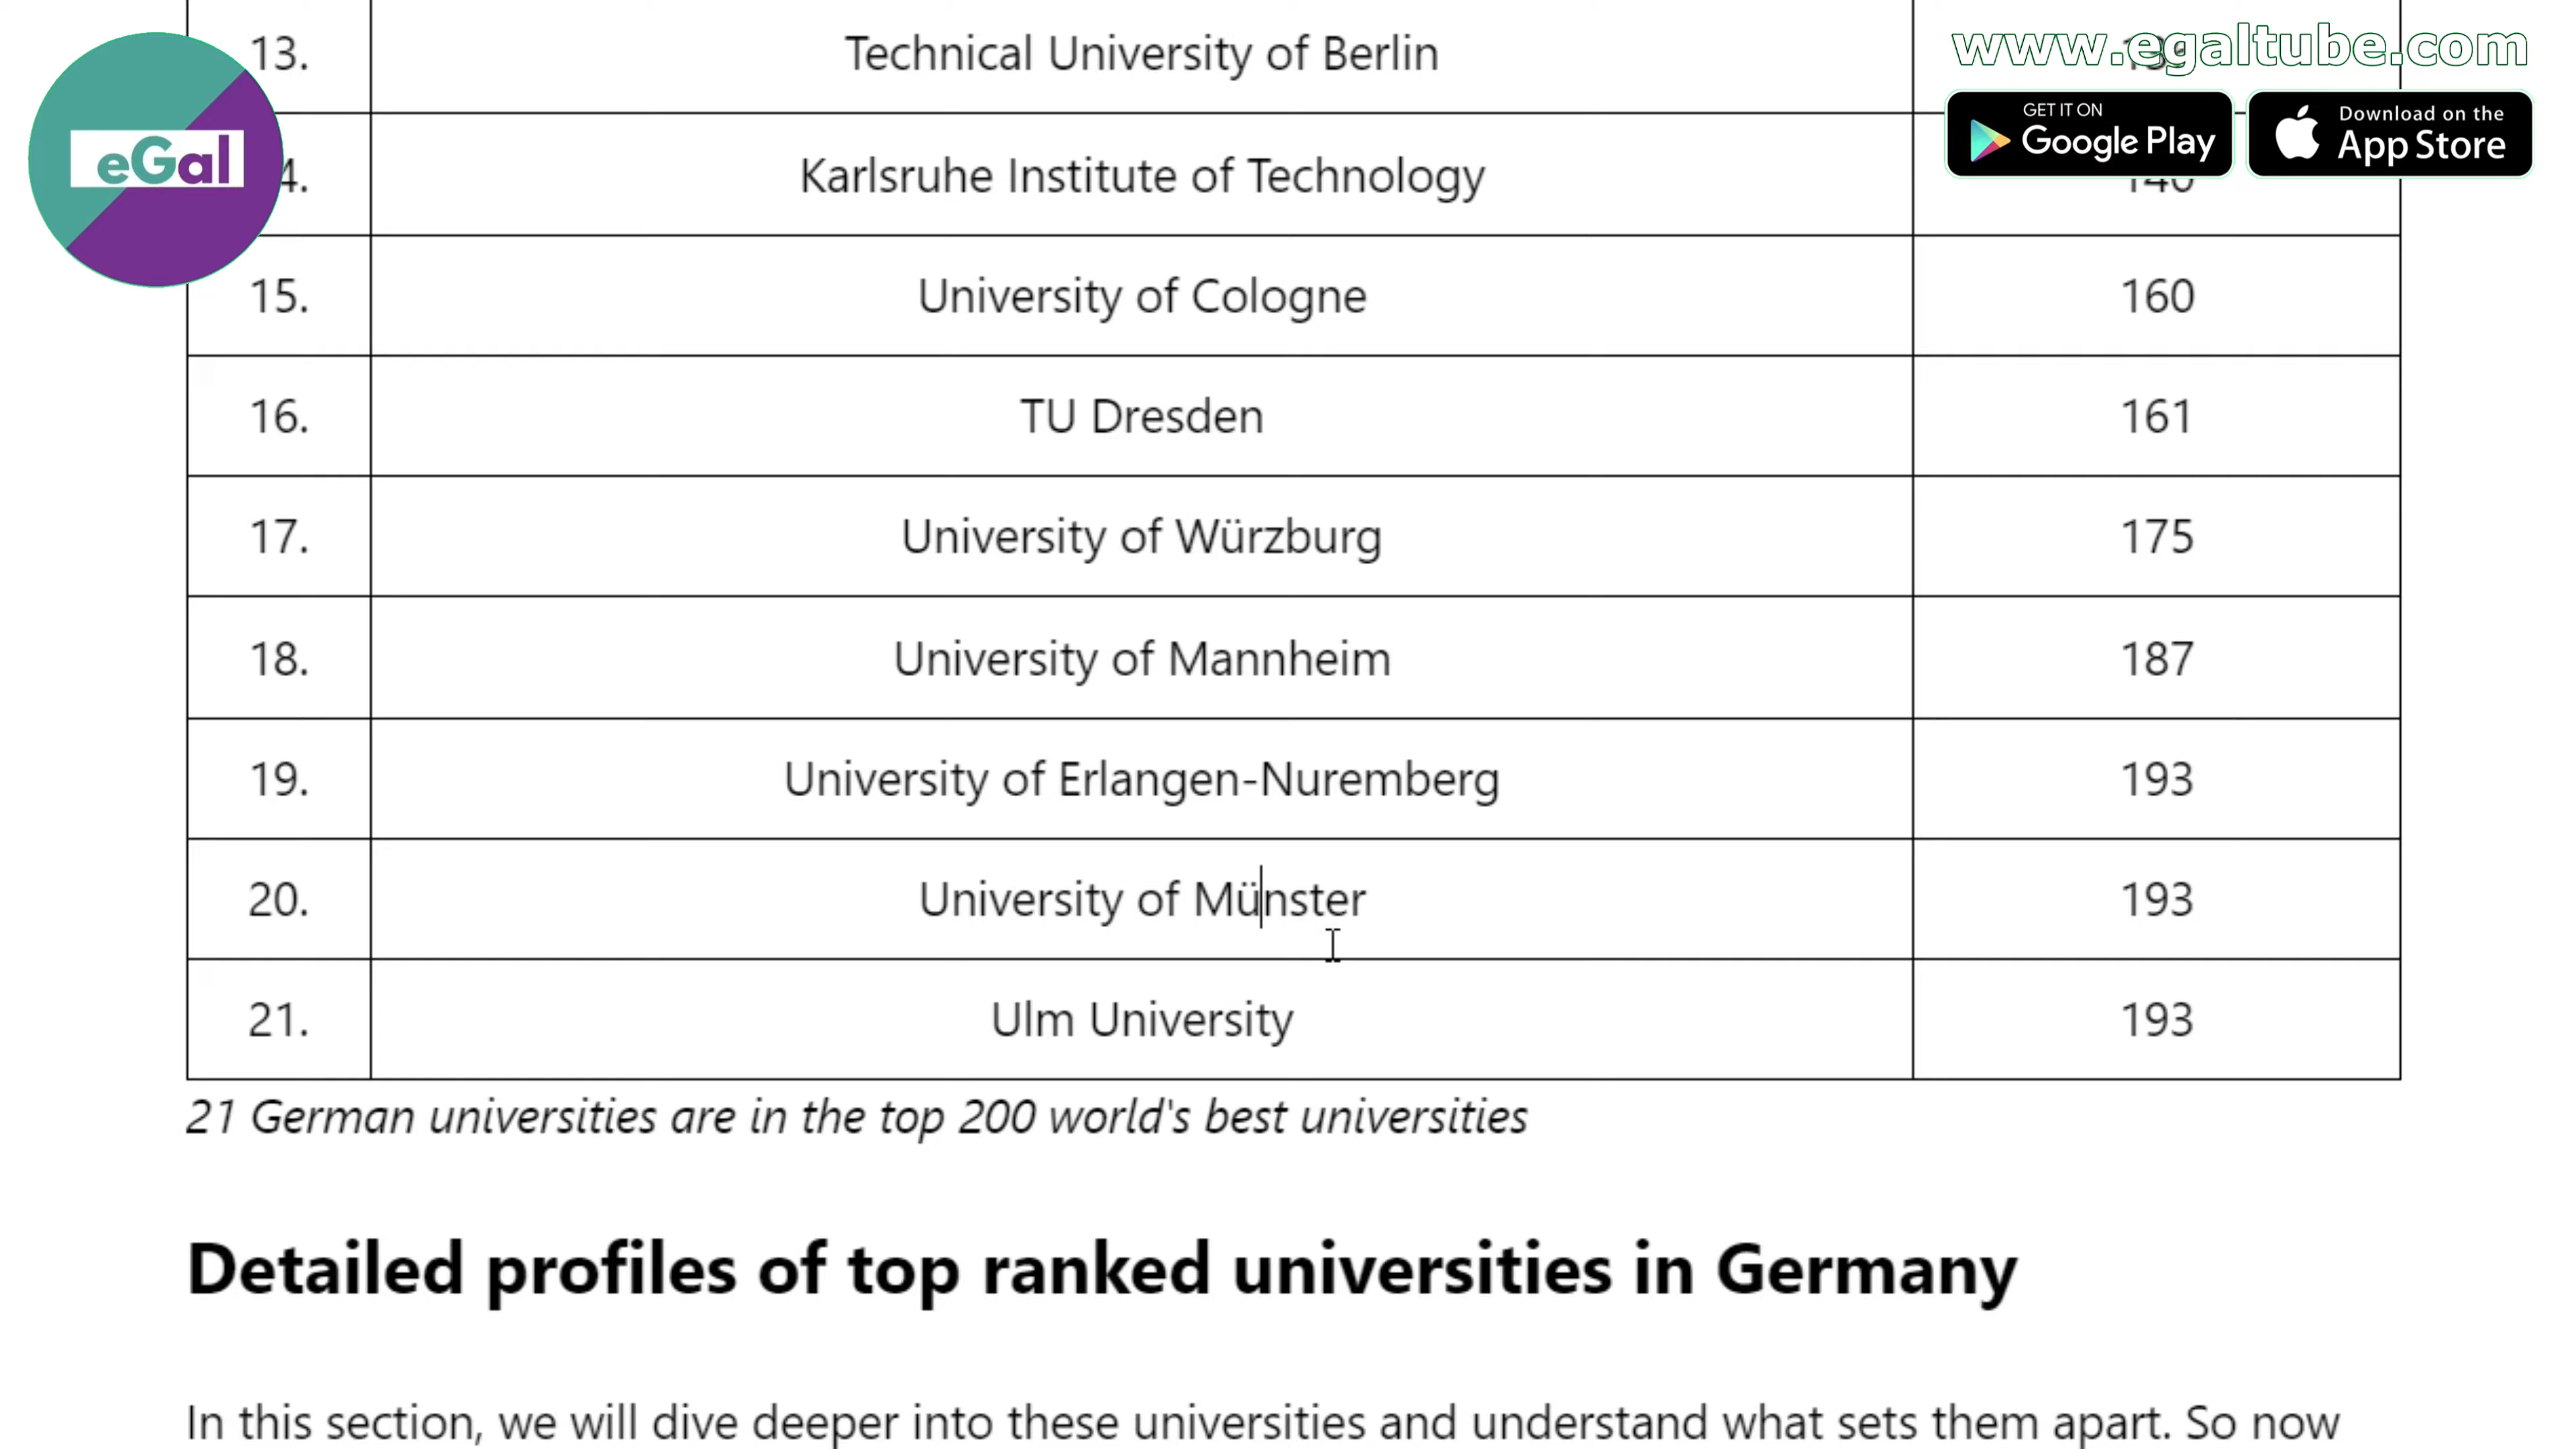 www.egaltube.com
GET IT ON
Google Play
Download on the
App Store
eGal
13. Technical University of Berlin
4. Karlsruhe Institute of Technology 140
15. University of Cologne 160
16. TU Dresden 161
17. University of Würzburg 175
18. University of Mannheim 187
19. University of Erlangen-Nuremberg 193
20. University of Münster 193
21. Ulm University 193
21 German universities are in the top 200 world's best universities
Detailed profiles of top ranked universities in Germany
In this section, we will dive deeper into these universities and understand what sets them apart. So now